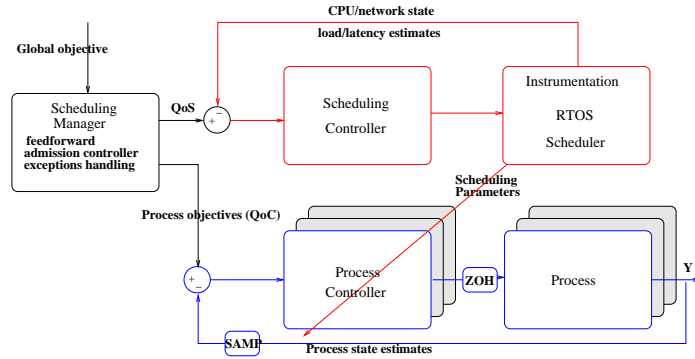 CPU/network state
load/latency estimates
Global objective
Scheduling
Manager
feedforward
admission controller
exceptions handling
QoS
+
−
Scheduling
Controller
Instrumentation
RTOS
Scheduler
Scheduling
Parameters
Process objectives (QoC)
+
−
Process
Controller
ZOH
Process
Y
SAMP
Process state estimates